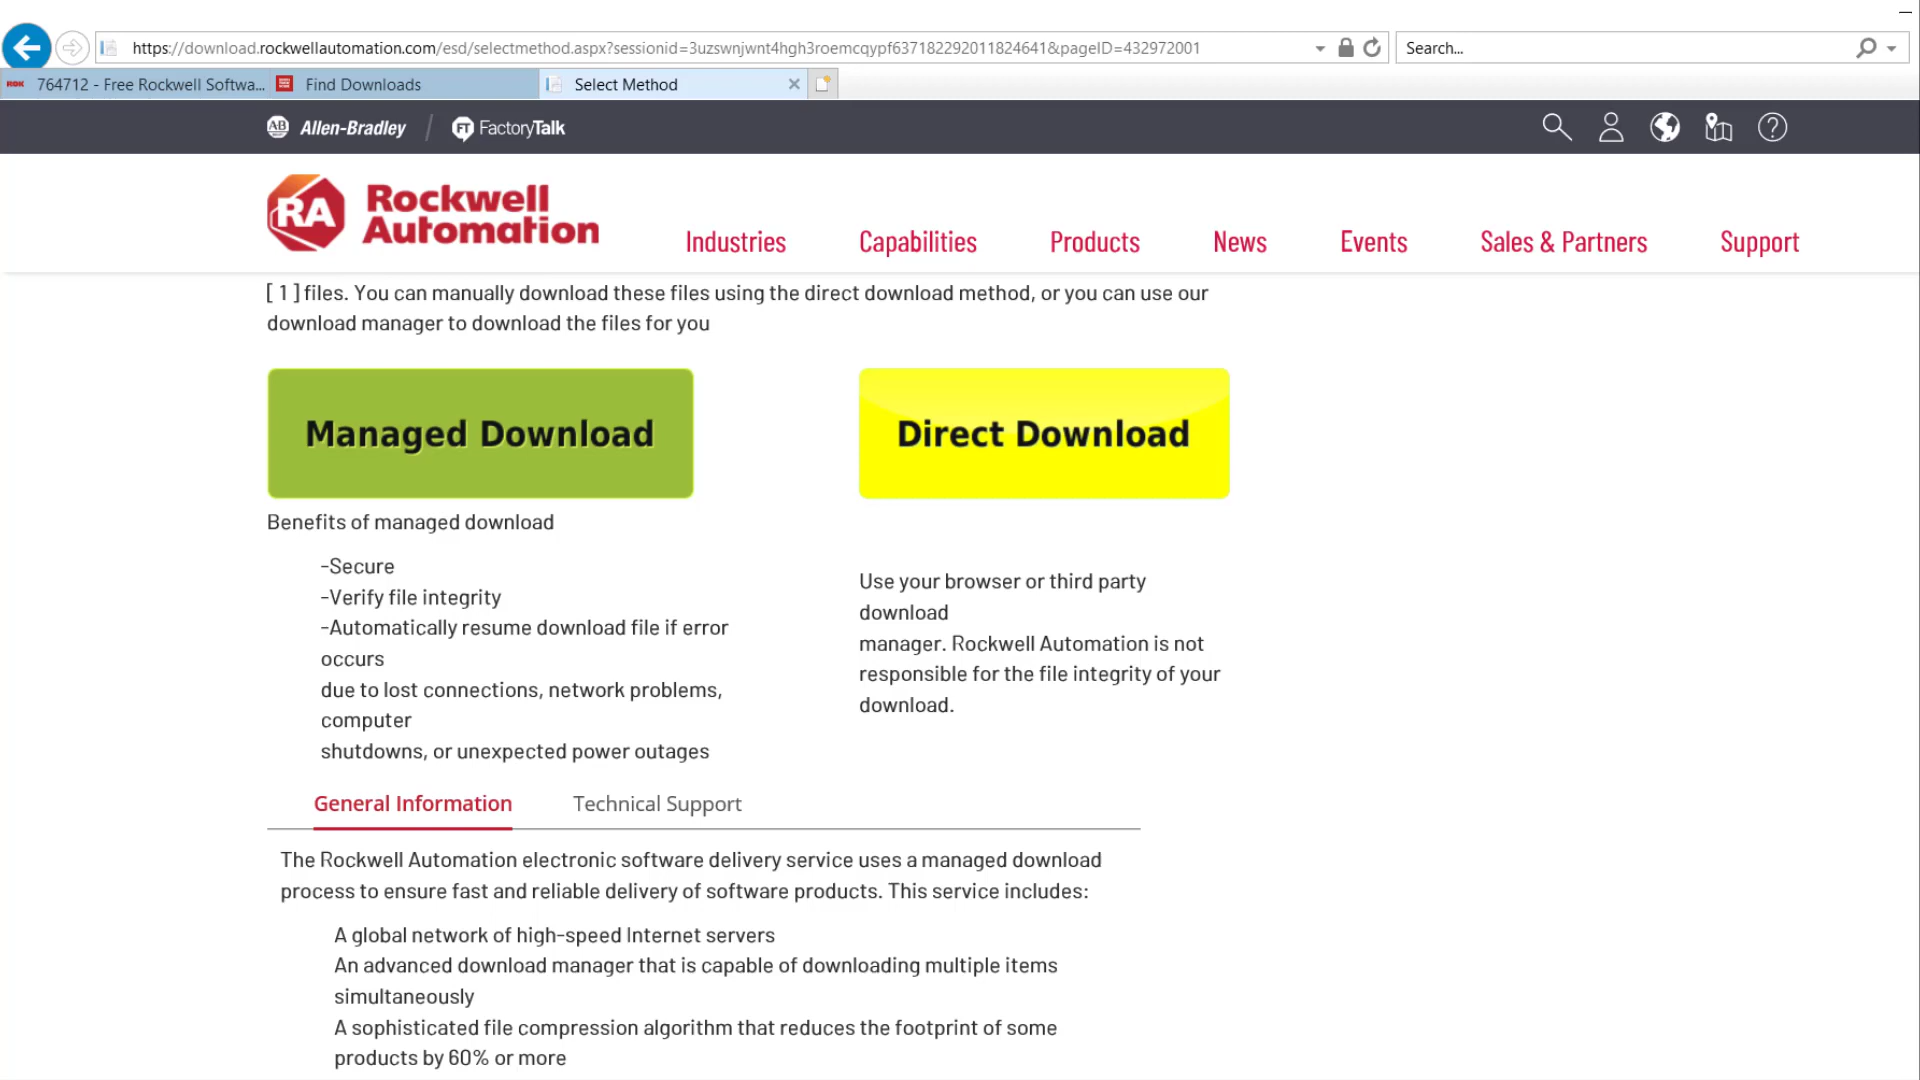 https://download.rockwellautomation.com/esd/selectmethod.aspx?sessionid=3uzswnjwnt4hgh3roemcqypf637182292011824641&pageID=432972001
Search...
ROK 764712 - Free Rockwell Softwa...
Find Downloads
Select Method
AB Allen-Bradley
FT FactoryTalk
RA Rockwell
Automation
Industries
Capabilities
Products
News
Events
Sales & Partners
Support
[ 1 ] files. You can manually download these files using the direct download method, or you can use our
download manager to download the files for you
Managed Download
Direct Download
Benefits of managed download
-Secure
-Verify file integrity
-Automatically resume download file if error
occurs
due to lost connections, network problems,
computer
shutdowns, or unexpected power outages
Use your browser or third party
download
manager. Rockwell Automation is not
responsible for the file integrity of your
download.
General Information
Technical Support
The Rockwell Automation electronic software delivery service uses a managed download
process to ensure fast and reliable delivery of software products. This service includes:
A global network of high-speed Internet servers
An advanced download manager that is capable of downloading multiple items
simultaneously
A sophisticated file compression algorithm that reduces the footprint of some
products by 60% or more